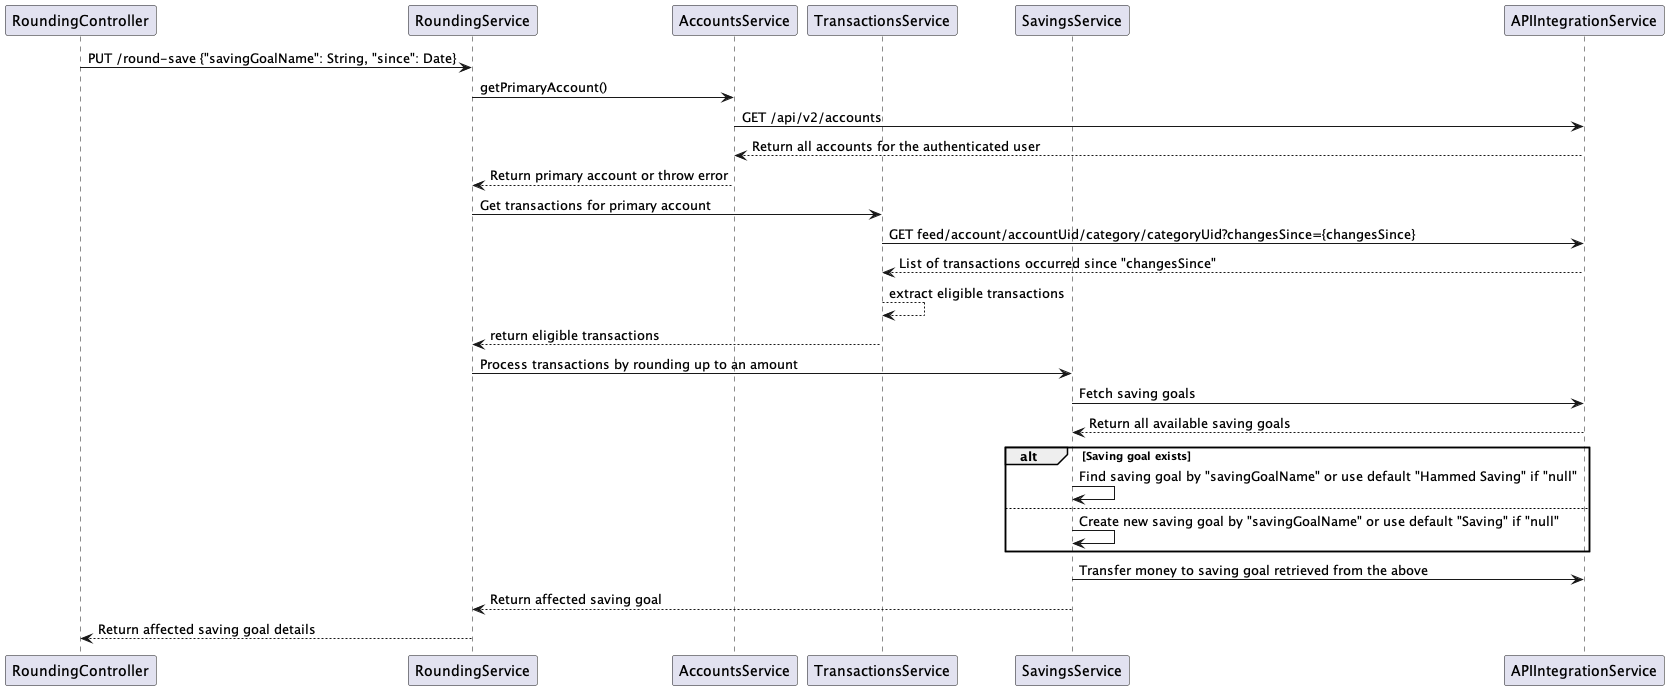 RoundingController RoundingService AccountsService TransactionsService SavingsService APIIntegrationService
PUT /round-save {"savingGoalName": String, "since": Date}
getPrimaryAccount()
GET /api/v2/accounts
Return all accounts for the authenticated user
Return primary account or throw error
Get transactions for primary account
GET feed/account/accountUid/category/categoryUid?changesSince={changesSince}
List of transactions occurred since "changesSince"
extract eligible transactions
return eligible transactions
Process transactions by rounding up to an amount
Fetch saving goals
Return all available saving goals
alt [Saving goal exists]
Find saving goal by "savingGoalName" or use default "Hammed Saving" if "null"
Create new saving goal by "savingGoalName" or use default "Saving" if "null"
Transfer money to saving goal retrieved from the above
Return affected saving goal
Return affected saving goal details
RoundingController RoundingService AccountsService TransactionsService SavingsService APIIntegrationService